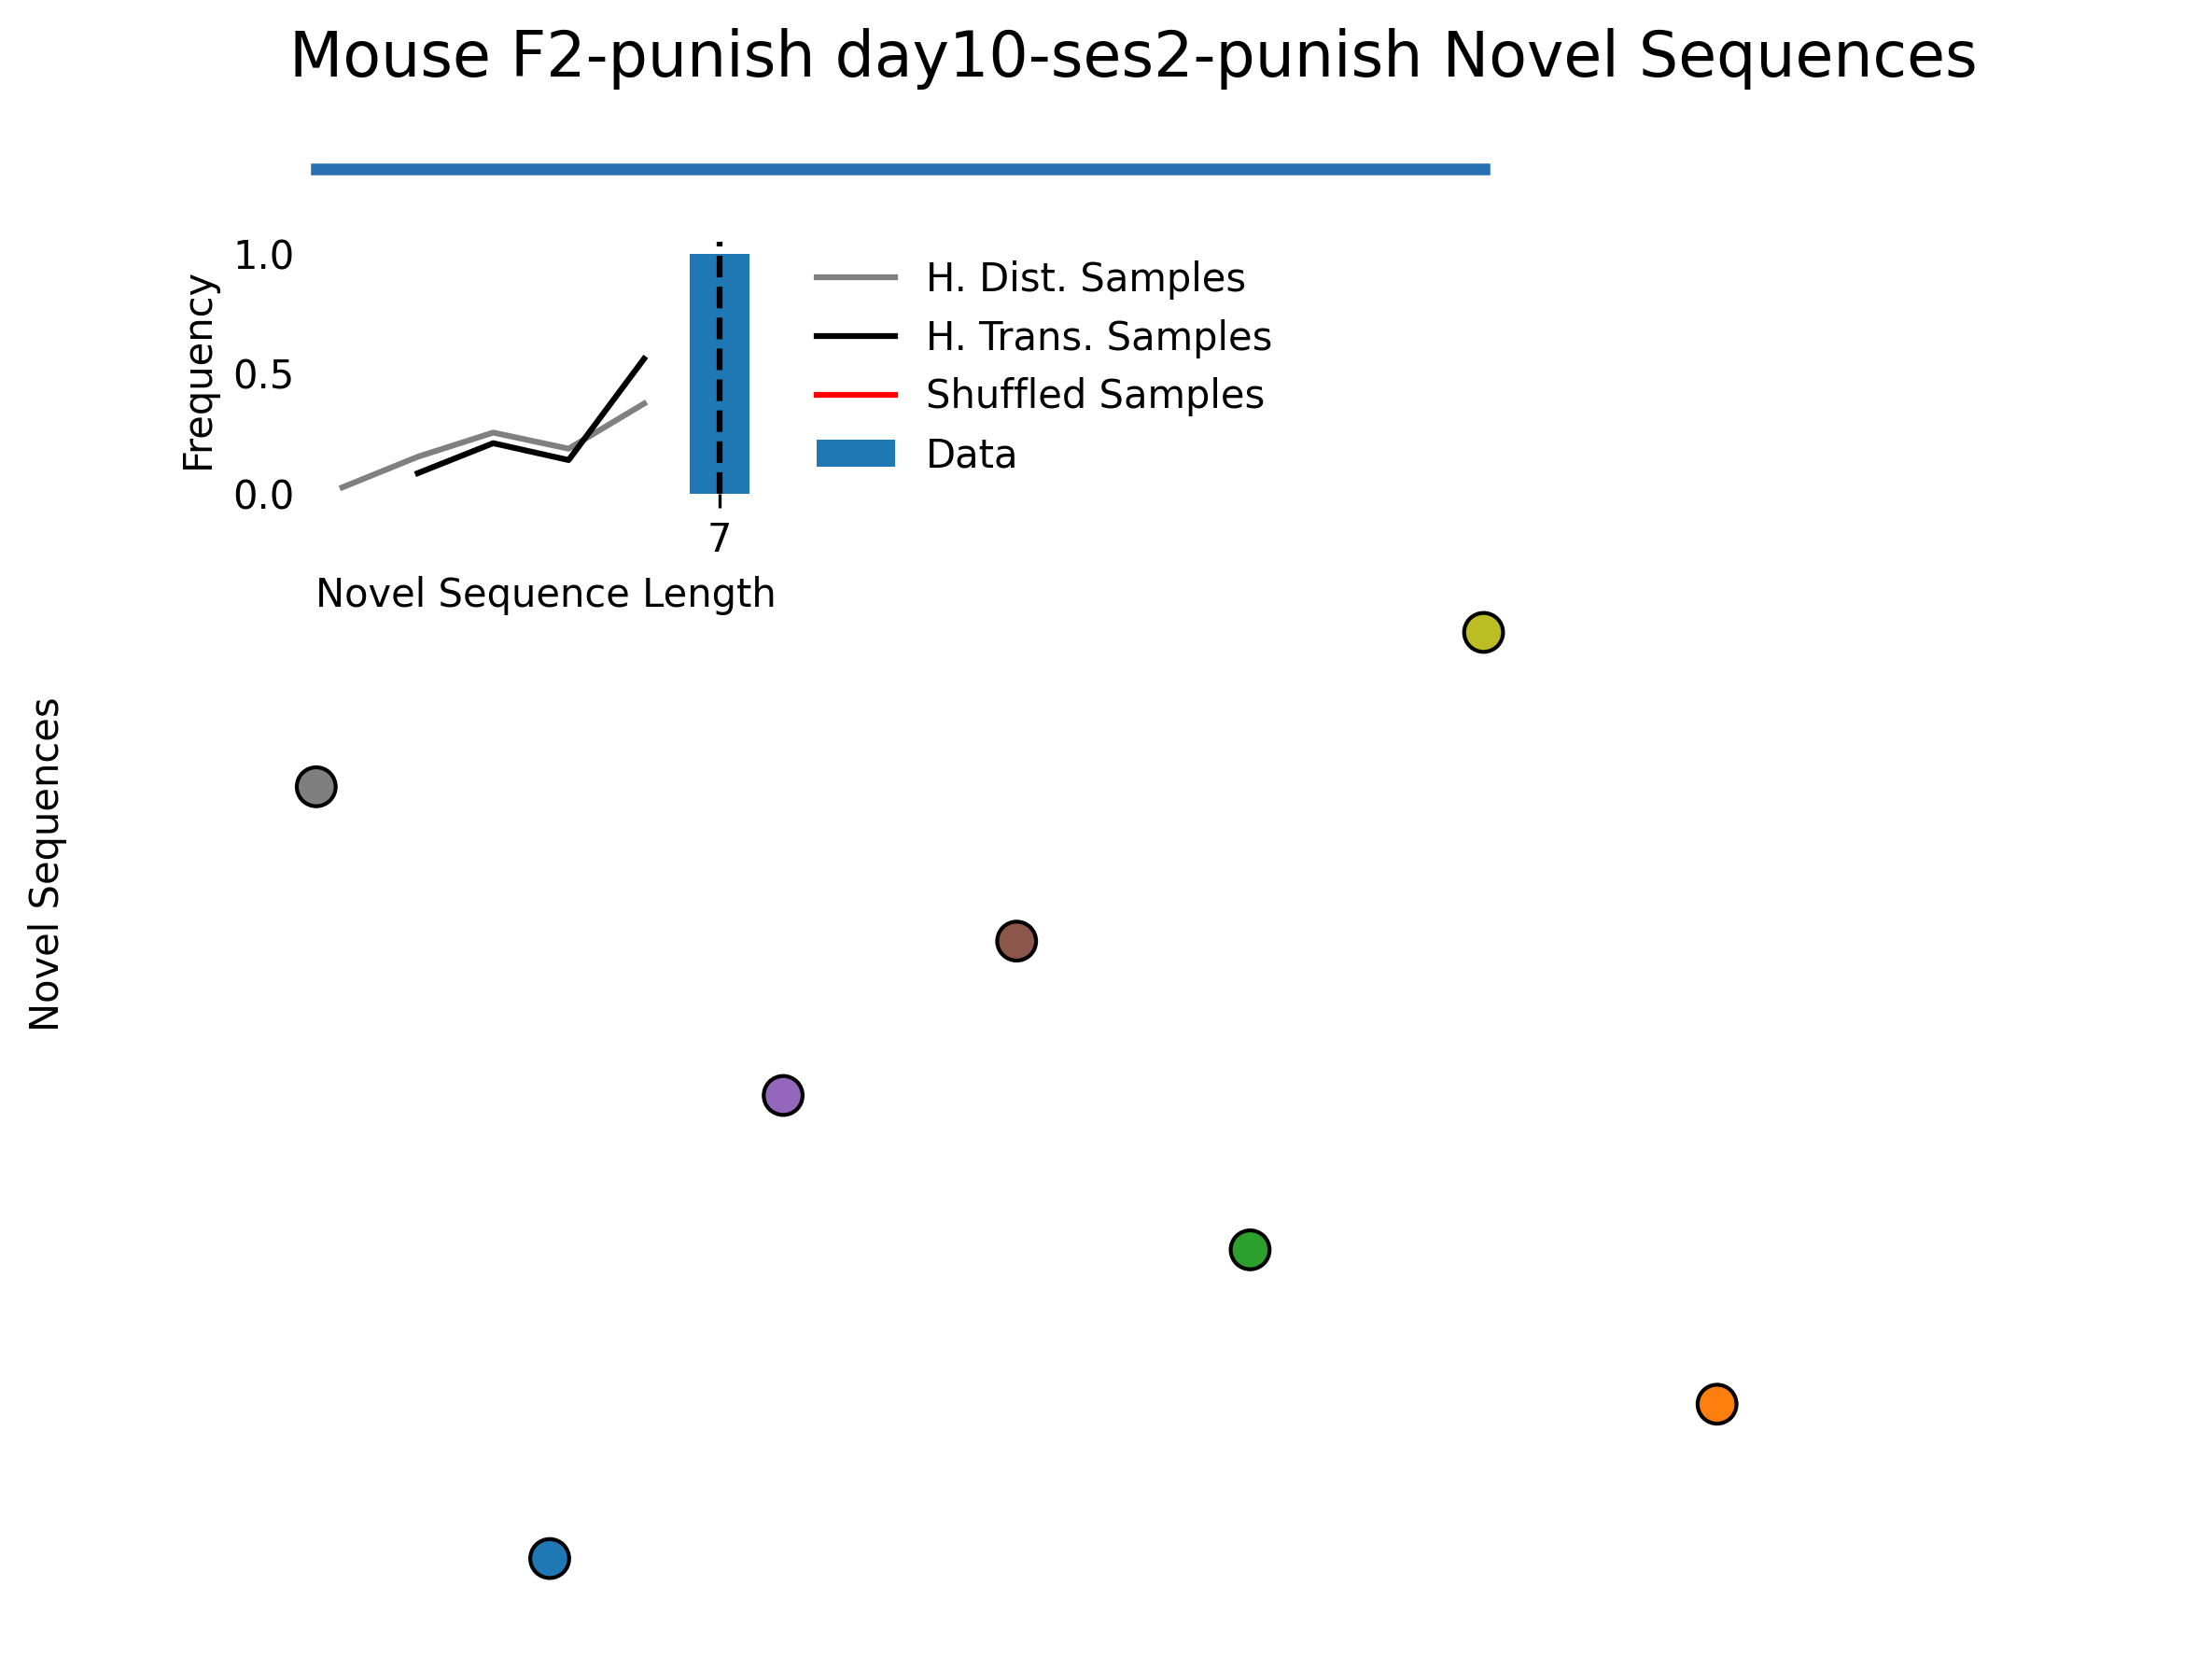 Mouse F2-punish day10-ses2-punish Novel Sequences
Frequency
1.0
0.5
0.0
7
Novel Sequence Length
H. Dist. Samples
H. Trans. Samples
Shuffled Samples
Data
Novel Sequences